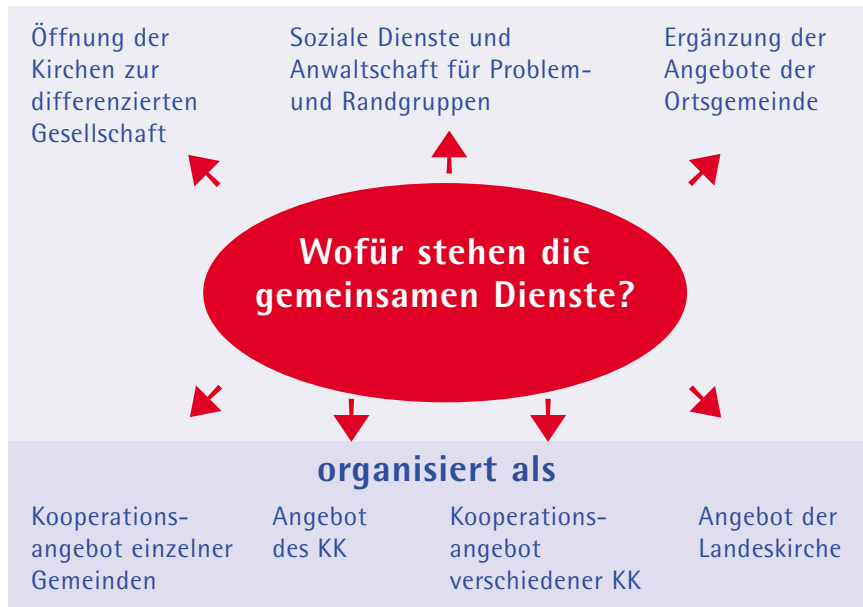 Öffnung der
Kirchen zur
differenzierten
Gesellschaft
Soziale Dienste und
Anwaltschaft für Problem-
und Randgruppen
Ergänzung der
Angebote der
Ortsgemeinde
Wofür stehen die
gemeinsamen Dienste?
organisiert als
Kooperations-
angebot einzelner
Gemeinden
Angebot
des KK
Kooperations-
angebot
verschiedener KK
Angebot der
Landeskirche